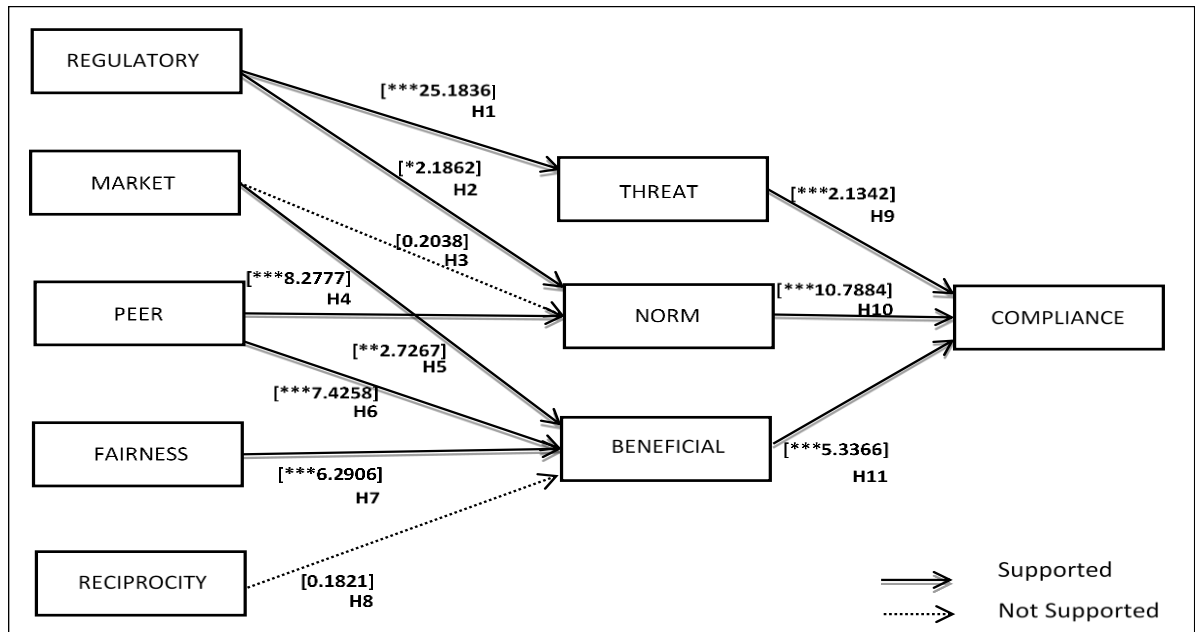 REGULATORY
[***25.1836]
H1
MARKET
[*2.1862]
H2
THREAT
[***2.1342]
H9
[0.2038]
H3
[***8.2777]
H4
PEER
NORM
[***10.7884]
H10
COMPLIANCE
[**2.7267]
H5
[***7.4258]
H6
FAIRNESS
BENEFICIAL
[***5.3366]
H11
[***6.2906]
H7
RECIPROCITY
[0.1821]
H8
Supported
Not Supported